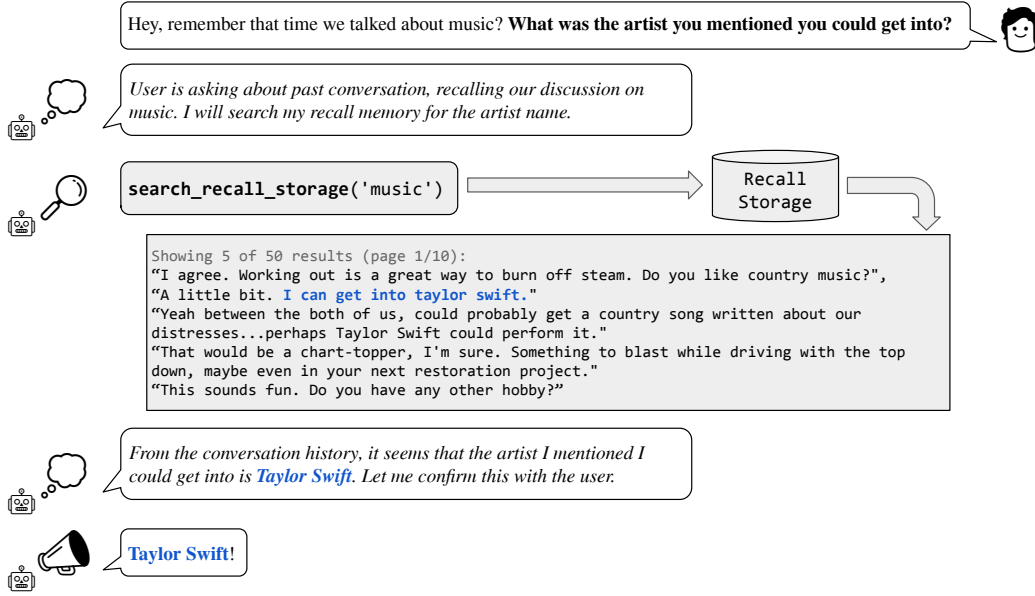 Hey, remember that time we talked about music? What was the artist you mentioned you could get into?
User is asking about past conversation, recalling our discussion on
music. I will search my recall memory for the artist name.
search_recall_storage('music')
Recall
Storage
Showing 5 of 50 results (page 1/10):
“I agree. Working out is a great way to burn off steam. Do you like country music?",
“A little bit. I can get into taylor swift."
“Yeah between the both of us, could probably get a country song written about our
distresses...perhaps Taylor Swift could perform it."
“That would be a chart-topper, I'm sure. Something to blast while driving with the top
down, maybe even in your next restoration project."
“This sounds fun. Do you have any other hobby?”
From the conversation history, it seems that the artist I mentioned I
could get into is Taylor Swift. Let me confirm this with the user.
Taylor Swift!